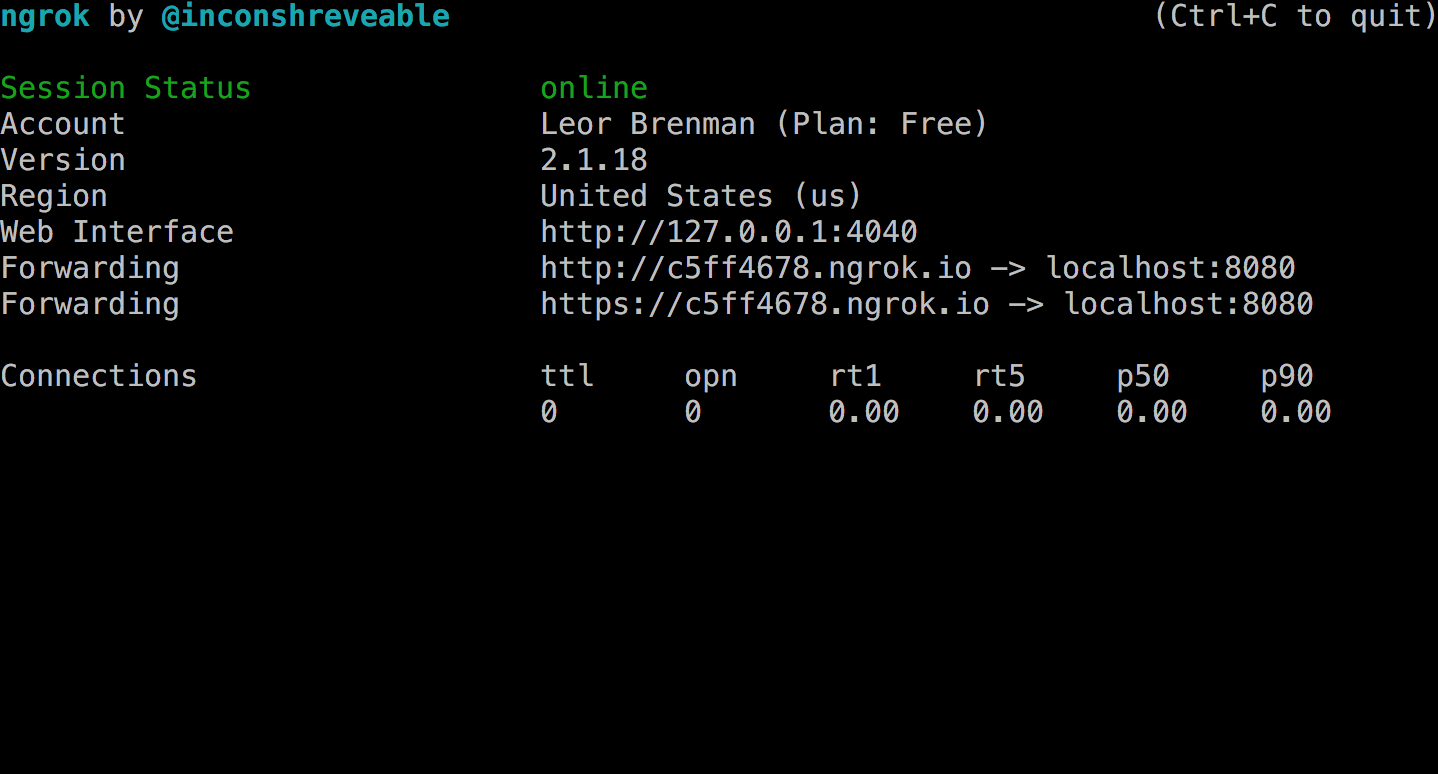 ngrok by @inconshreveable (Ctrl+C to quit)
Session Status online
Account Leor Brenman (Plan: Free)
Version 2.1.18
Region United States (us)
Web Interface http://127.0.0.1:4040
Forwarding http://c5ff4678.ngrok.io -> localhost:8080
Forwarding https://c5ff4678.ngrok.io -> localhost:8080
Connections ttl opn rt1 rt5 p50 p90
0 0 0.00 0.00 0.00 0.00